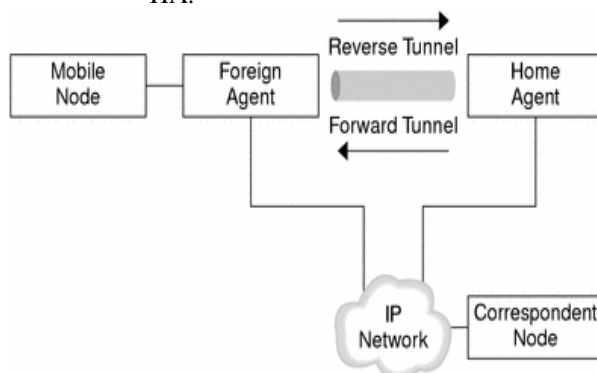 HA.
Reverse Tunnel
Mobile
Node
Foreign
Agent
Home
Agent
Forward Tunnel
IP
Network
Correspondent
Node